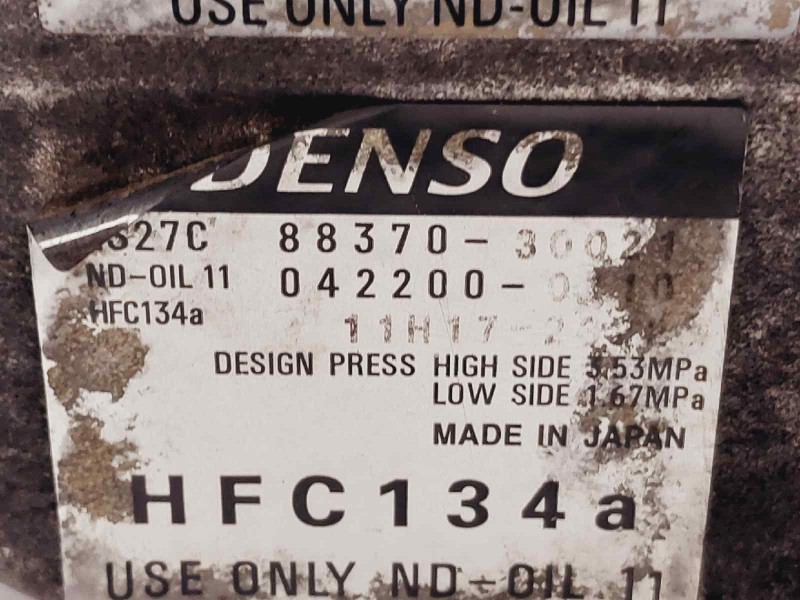 USE ONLY ND-OIL 11
DENSO
88370-30021
ND-OIL 11 042200-
HFC134a
DESIGN PRESS HIGH SIDE 3.53MPa
LOW SIDE 1.67MPa
MADE IN JAPAN
HFC134a
USE ONLY ND-OIL 11